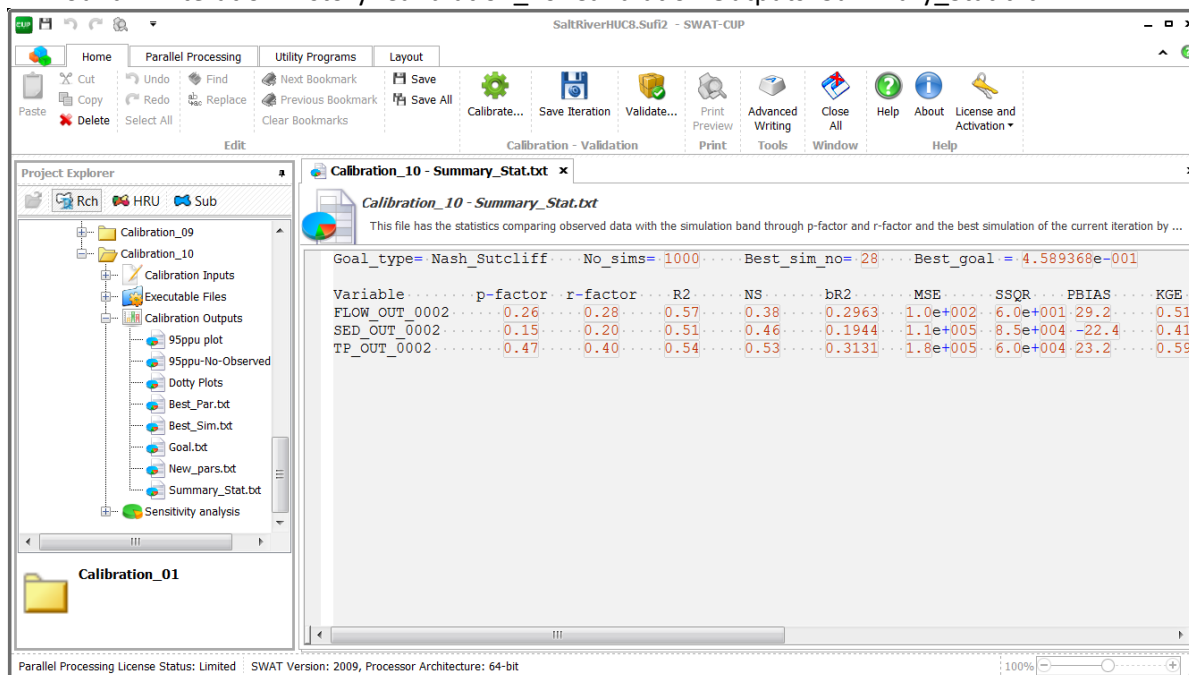 SaltRiverHUC8.Sufi2 - SWAT-CUP
Home Parallel Processing Utility Programs Layout
Cut Undo Find Next Bookmark Save
Copy Redo Replace Previous Bookmark Save All
Paste Delete Select All Clear Bookmarks
Calibrate... Save Iteration Validate... Print Preview Advanced Writing Close All Help About License and Activation
Edit Calibration - Validation Print Tools Window Help
Project Explorer
Rch HRU Sub
Calibration_09
Calibration_10
Calibration Inputs
Executable Files
Calibration Outputs
95ppu plot
95ppu-No-Observed
Dotty Plots
Best_Par.txt
Best_Sim.txt
Goal.txt
New_pars.txt
Summary_Stat.txt
Sensitivity analysis
Calibration_01
Calibration_10 - Summary_Stat.txt
Calibration_10 - Summary_Stat.txt
This file has the statistics comparing observed data with the simulation band through p-factor and r-factor and the best simulation of the current iteration by ...
Goal_type= Nash_Sutcliff No_sims= 1000 Best_sim_no= 28 Best_goal = 4.589368e-001
Variable p-factor r-factor R2 NS bR2 MSE SSQR PBIAS KGE
FLOW_OUT_0002 0.26 0.28 0.57 0.38 0.2963 1.0e+002 6.0e+001 29.2 0.51
SED_OUT_0002 0.15 0.20 0.51 0.46 0.1944 1.1e+005 8.5e+004 -22.4 0.41
TP_OUT_0002 0.47 0.40 0.54 0.53 0.3131 1.8e+005 6.0e+004 23.2 0.59
Parallel Processing License Status: Limited SWAT Version: 2009, Processor Architecture: 64-bit 100%